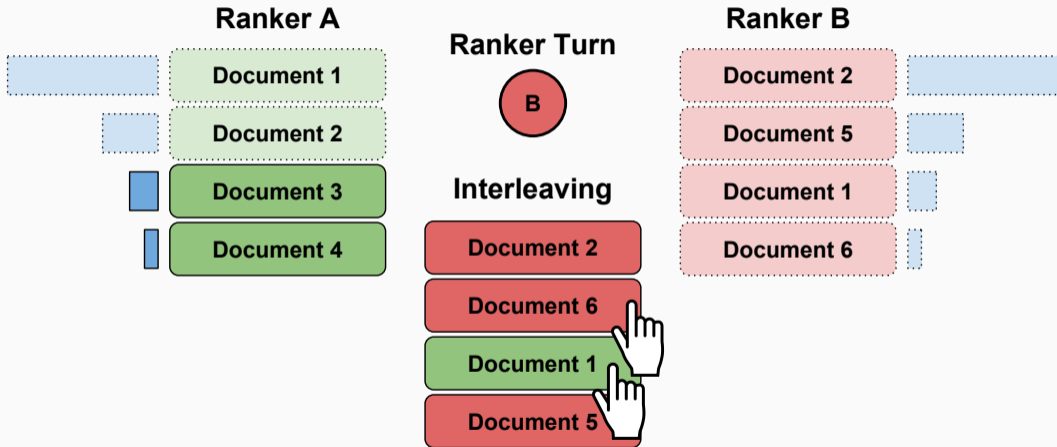 Ranker A
Document 1
Document 2
Document 3
Document 4
Ranker Turn
B
Interleaving
Document 2
Document 6
Document 1
Document 5
Ranker B
Document 2
Document 5
Document 1
Document 6